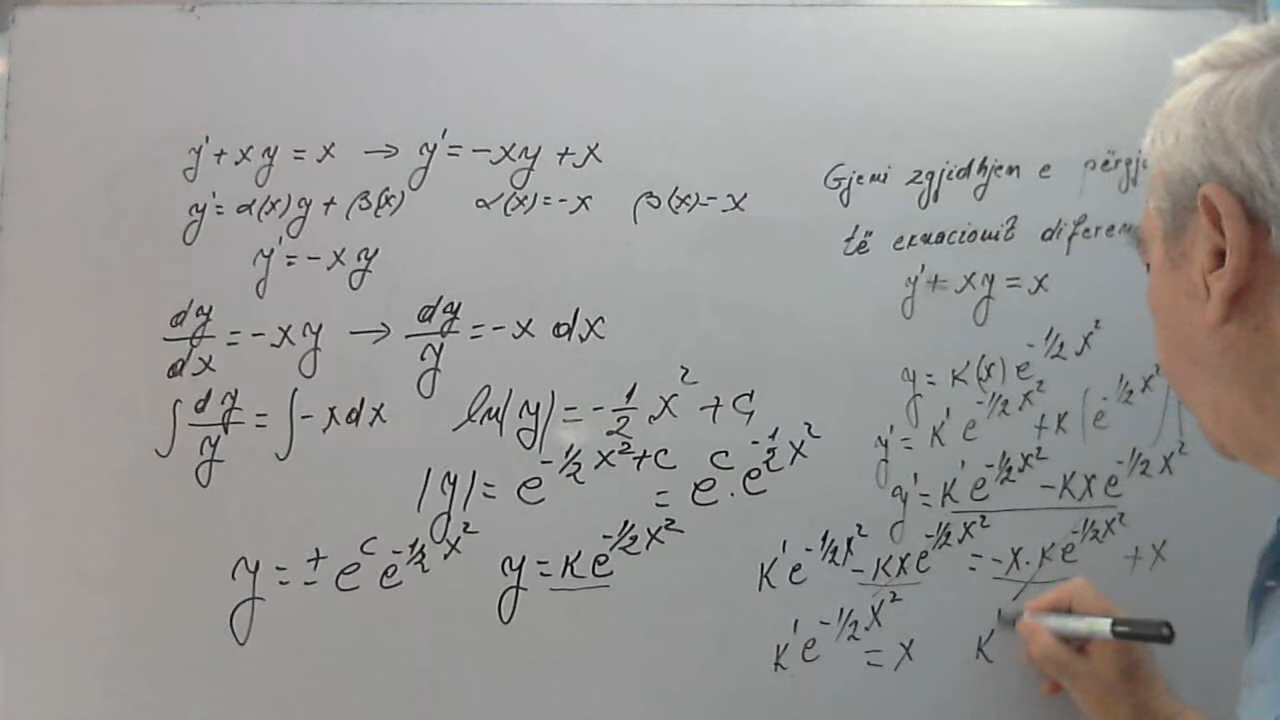 y' + xy = x → y' = -xy + x
y' = α(x)y + β(x) α(x) = -x β(x) = x
y' = -xy
dy/dx = -xy → dy/y = -x dx
∫ dy/y = ∫ -x dx ln|y| = -1/2 x² + C
|y| = e^(-1/2 x² + C) = e^C · e^(-1/2 x²)
y = ± e^C e^(-1/2 x²) y = K e^(-1/2 x²)
Gjeni zgjidhjen e
të ekuacionit
y' + xy = x
y = K(x) e^(-1/2 x²)
y' = K' e^(-1/2 x²) + K (e^(-1/2 x²))'
y' = K' e^(-1/2 x²) - Kx e^(-1/2 x²)
K' e^(-1/2 x²) - Kx e^(-1/2 x²) = -x · K e^(-1/2 x²) + x
K' e^(-1/2 x²) = x K'